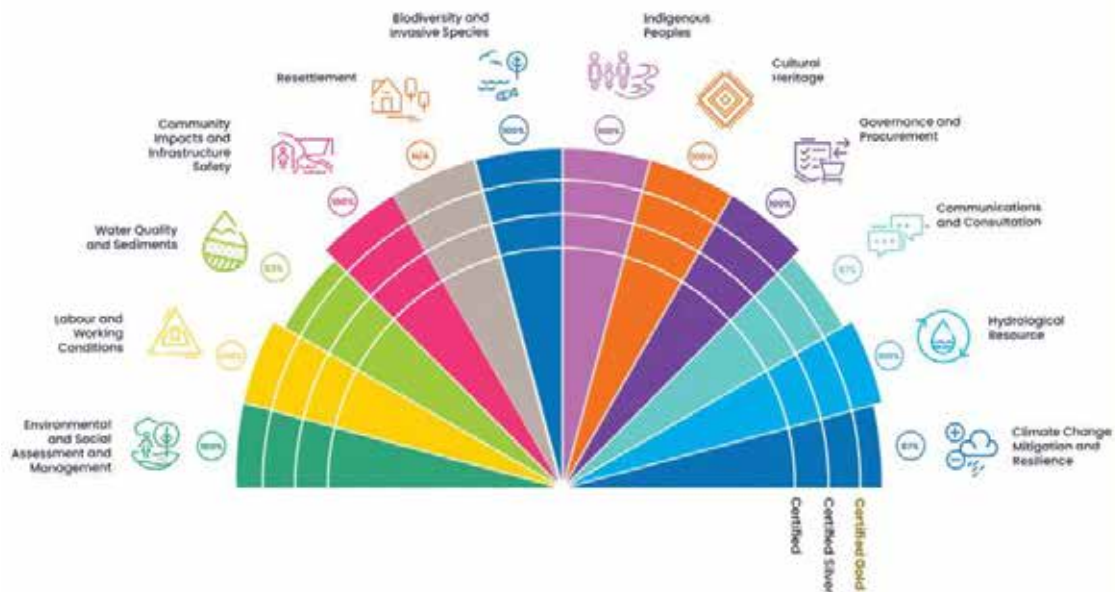 Biodiversity and
Invasive Species
100%
Indigenous
Peoples
100%
Cultural
Heritage
100%
Governance and
Procurement
100%
Communications
and Consultation
67%
Hydrological
Resource
100%
Climate Change
Mitigation and
Resilience
Resettlement
N/A
Community
Impacts and
Infrastructure
Safety
100%
Water Quality
and Sediments
Labour and
Working
Conditions
100%
Environmental
and Social
Assessment and
Management
100%
Certified
Certified Silver
Certified Gold